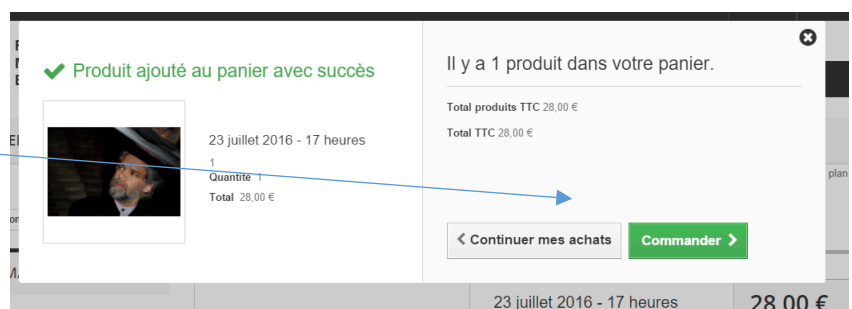 Produit ajouté au panier avec succès
23 juillet 2016 - 17 heures
1
Quantité 1
Total 28,00 €
Il y a 1 produit dans votre panier.
Total produits TTC 28,00 €
Total TTC 28,00 €
Continuer mes achats
Commander
plan
23 juillet 2016 - 17 heures
28,00 €